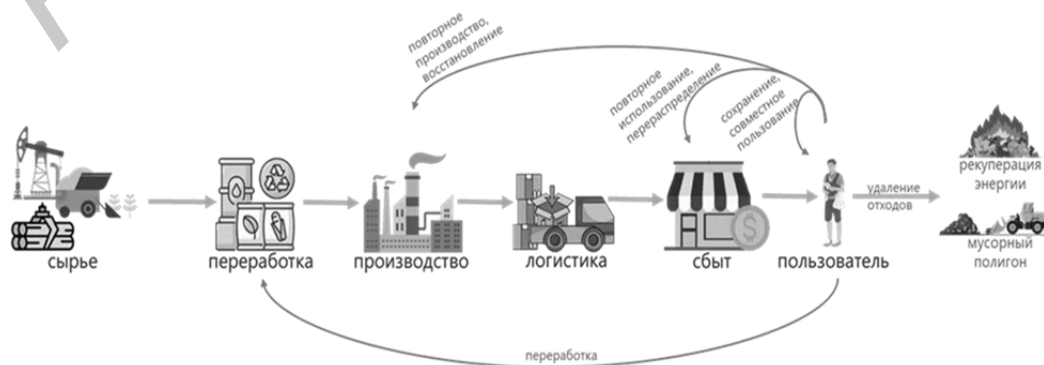 повторное
производство,
восстановление
повторное
использование,
перераспределение
сохранение,
совместное
пользование
сырье
переработка
производство
логистика
сбыт
пользователь
удаление
отходов
рекуперация
энергии
мусорный
полигон
переработка